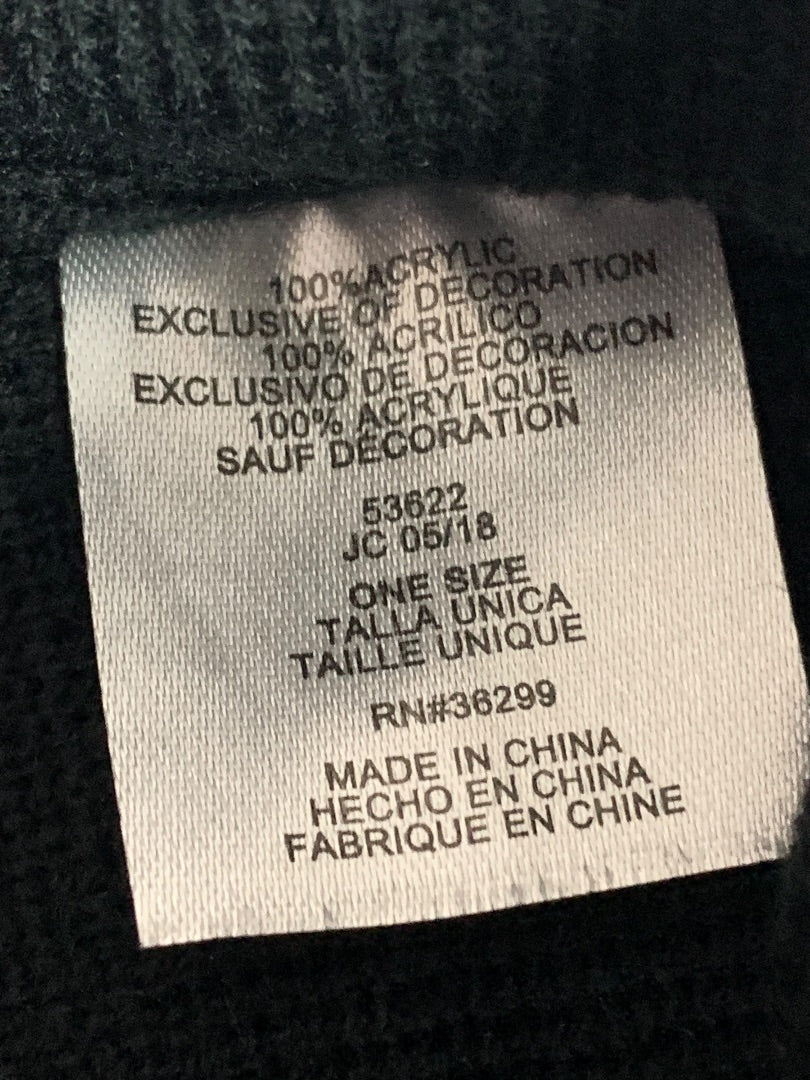 100%ACRYLIC
EXCLUSIVE OF DECORATION
100% ACRILICO
EXCLUSIVO DE DECORACION
100% ACRYLIQUE
SAUF DÉCORATION
53622
JC 05/18
ONE SIZE
TALLA UNICA
TAILLE UNIQUE
RN#36299
MADE IN CHINA
HECHO EN CHINA
FABRIQUE EN CHINE